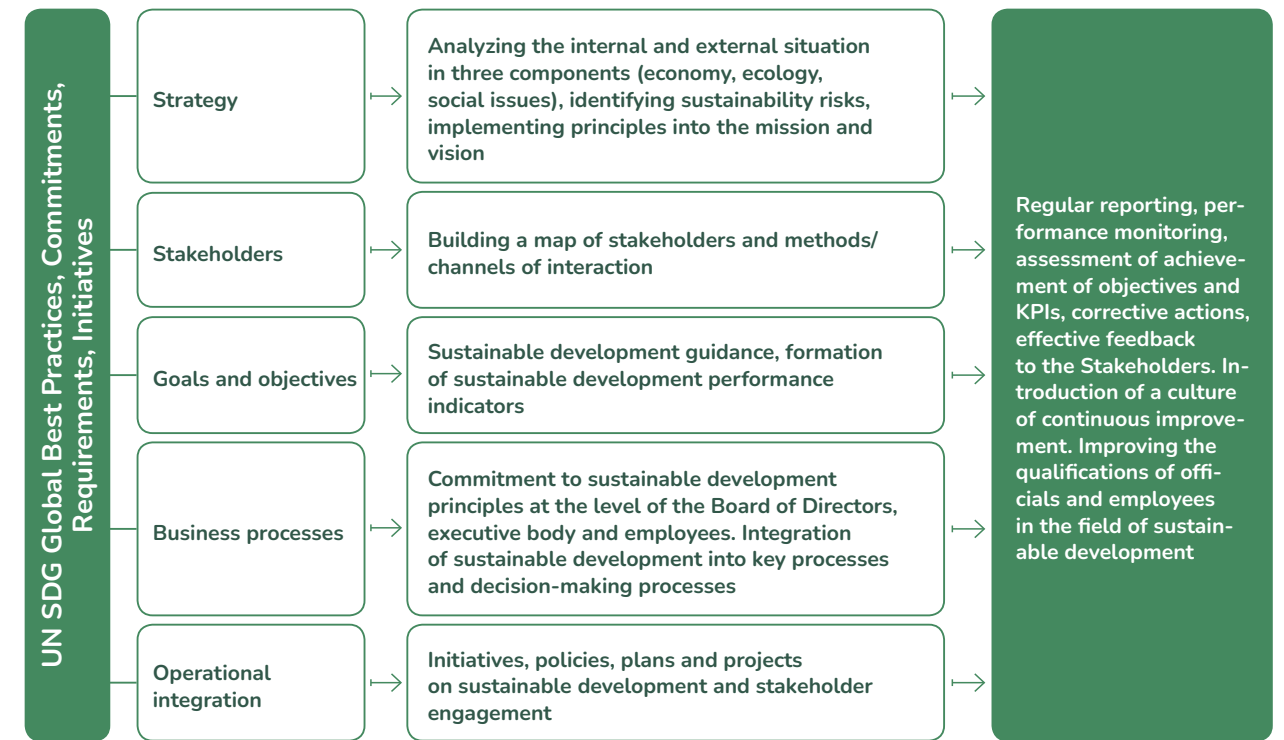 UN SDG Global Best Practices, Commitments,
Requirements, Initiatives
Strategy
Analyzing the internal and external situation
in three components (economy, ecology,
social issues), identifying sustainability risks,
implementing principles into the mission and
vision
Stakeholders
Building a map of stakeholders and methods/
channels of interaction
Goals and objectives
Sustainable development guidance, formation
of sustainable development performance
indicators
Business processes
Commitment to sustainable development
principles at the level of the Board of Directors,
executive body and employees. Integration
of sustainable development into key processes
and decision-making processes
Operational
integration
Initiatives, policies, plans and projects
on sustainable development and stakeholder
engagement
Regular reporting, per-
formance monitoring,
assessment of achieve-
ment of objectives and
KPIs, corrective actions,
effective feedback
to the Stakeholders. In-
troduction of a culture
of continuous improve-
ment. Improving the
qualifications of offi-
cials and employees
in the field of sustain-
able development